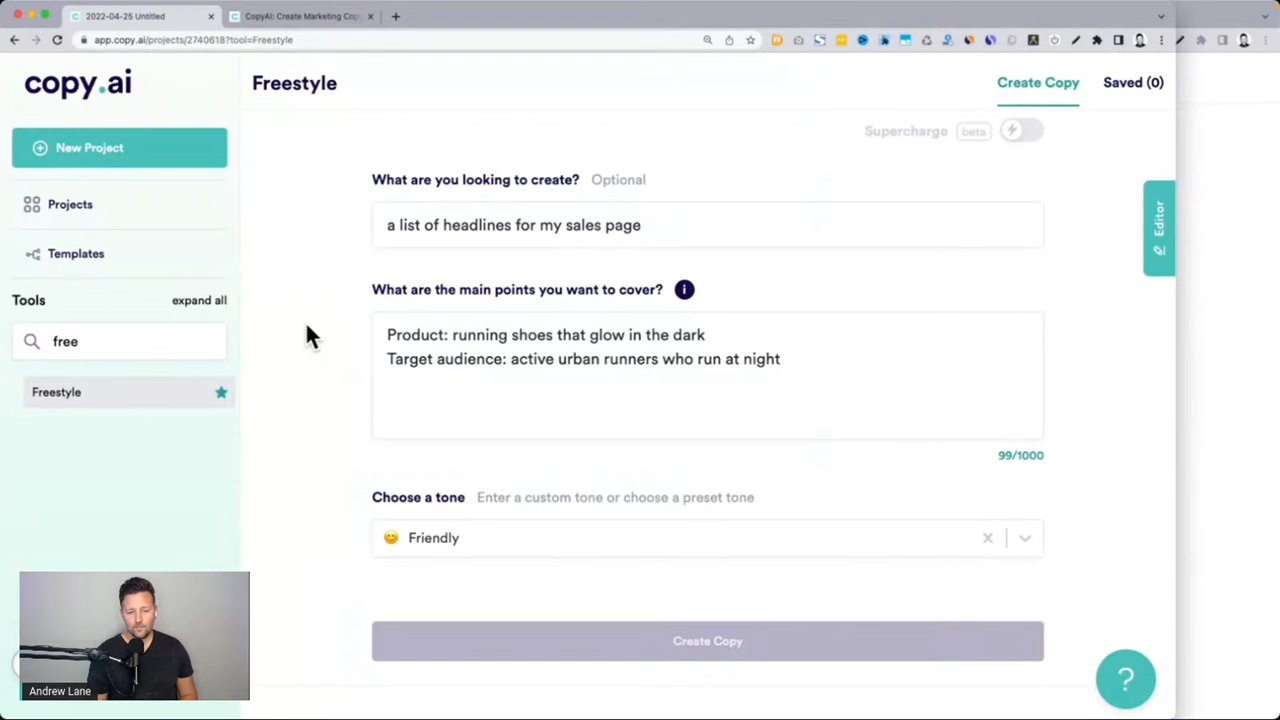 2022-04-25 Untitled
CopyAI: Create Marketing Cop
app.copy.ai/projects/2740618?tool=Freestyle
copy.ai
Freestyle
Create Copy
Saved (0)
New Project
Supercharge beta
Projects
Templates
Tools
expand all
free
Freestyle
What are you looking to create? Optional
a list of headlines for my sales page
What are the main points you want to cover? i
Product: running shoes that glow in the dark
Target audience: active urban runners who run at night
99/1000
Choose a tone Enter a custom tone or choose a preset tone
Friendly
Create Copy
Editor
?
Andrew Lane